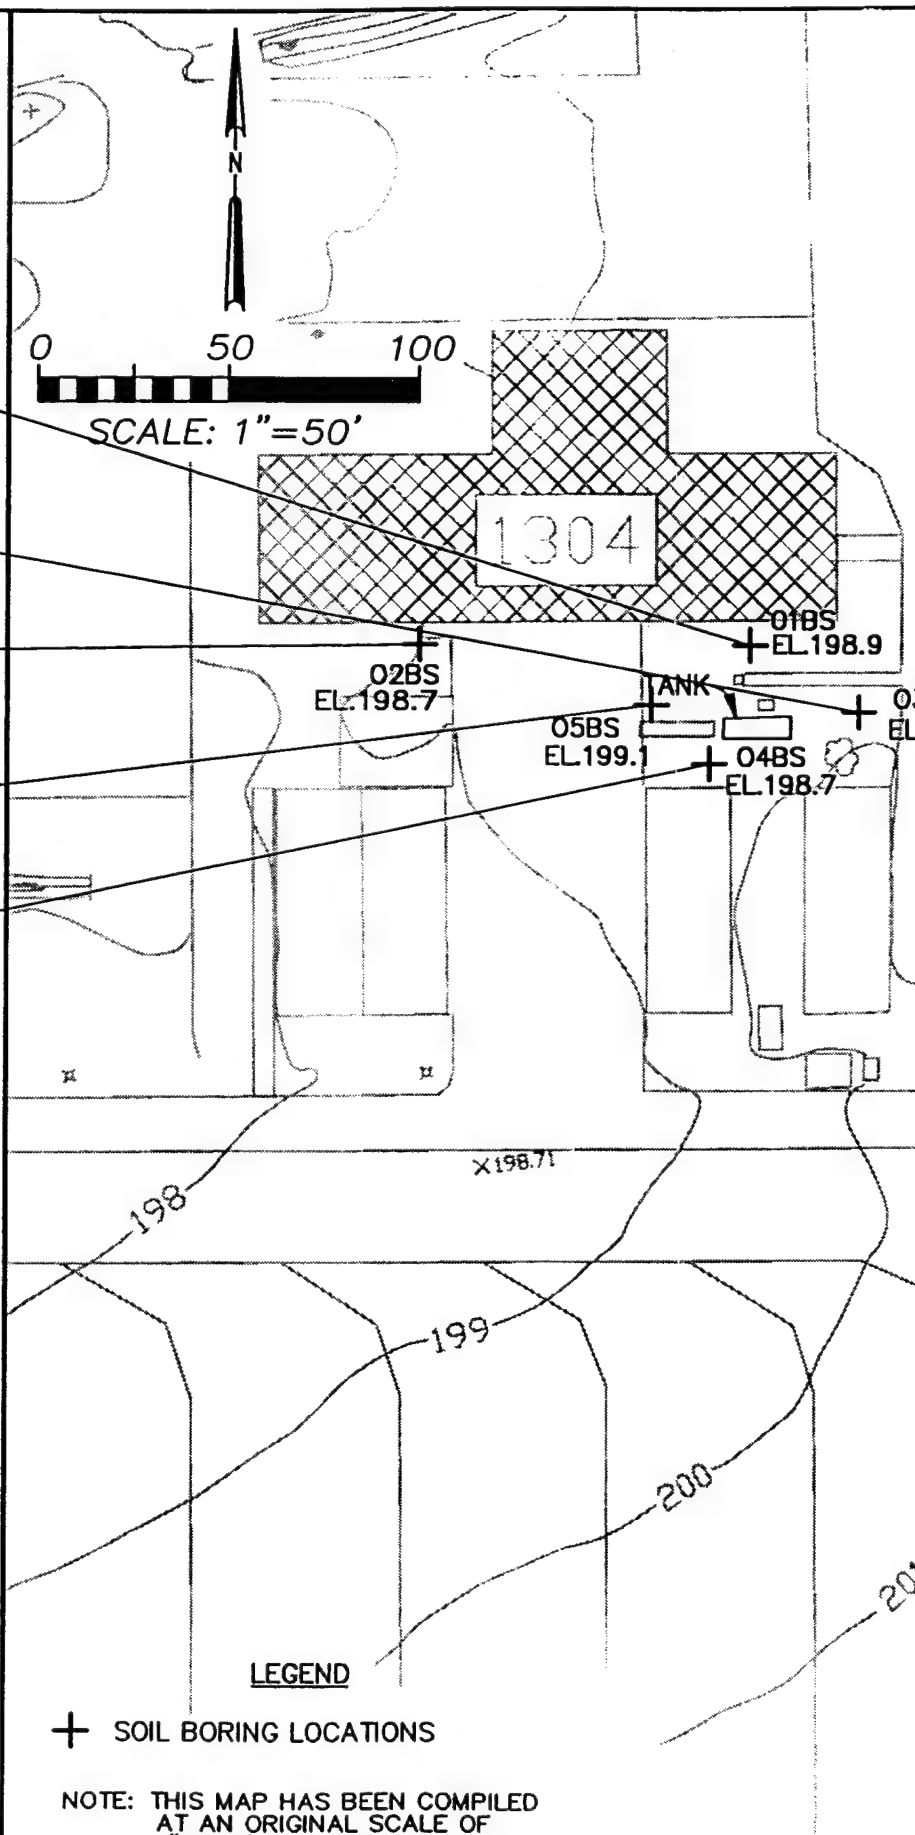 N
0 50 100
SCALE: 1"=50'
1304
01BS
EL.198.9
02BS
EL.198.7
TANK
03
EL
05BS
EL.199.1
04BS
EL.198.7
X198.71
198
199
200
LEGEND
+ SOIL BORING LOCATIONS
NOTE: THIS MAP HAS BEEN COMPILED
AT AN ORIGINAL SCALE OF